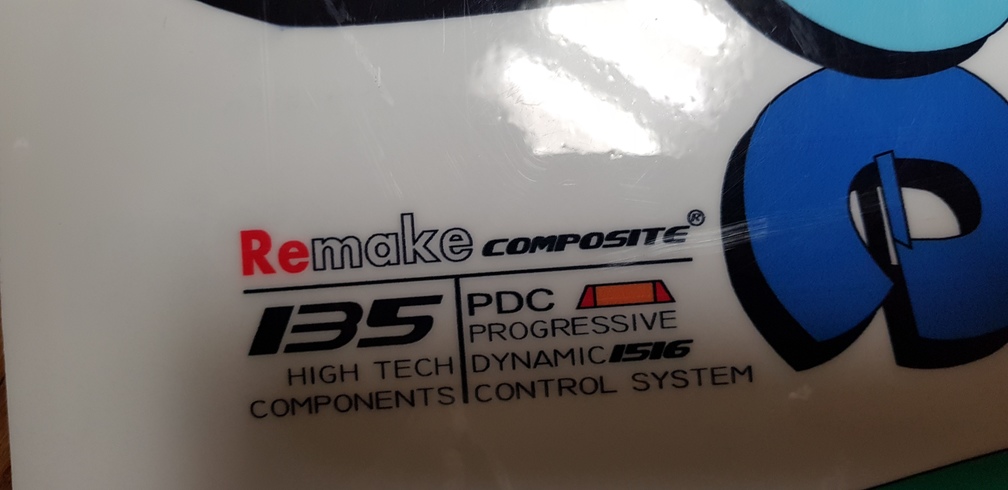 Remake COMPOSITE®
135
HIGH TECH
COMPONENTS
PDC
PROGRESSIVE
DYNAMIC 1516
CONTROL SYSTEM